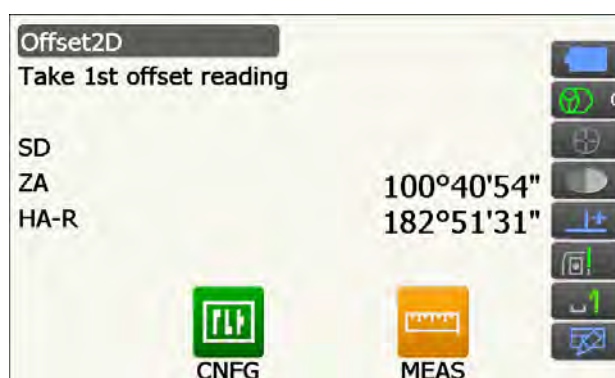 Offset2D
Take 1st offset reading
SD
ZA 100°40'54"
HA-R 182°51'31"
CNFG MEAS